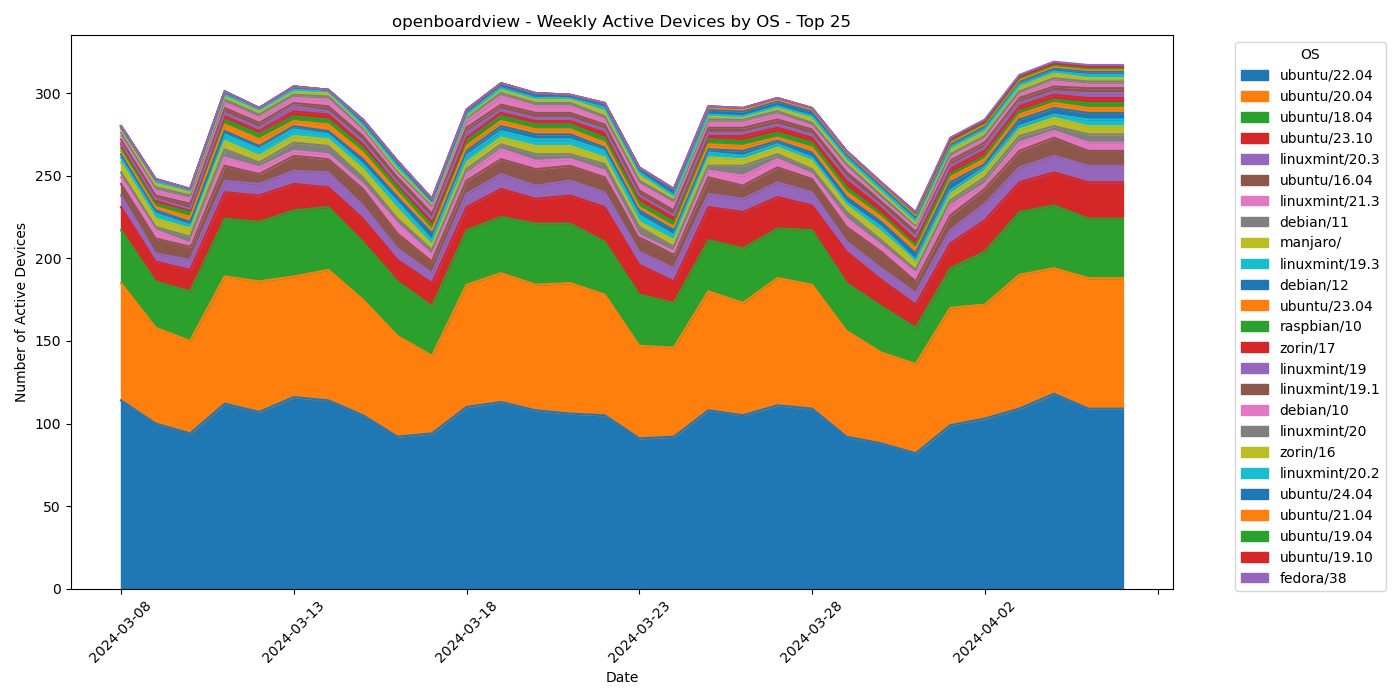 openboardview - Weekly Active Devices by OS - Top 25
Number of Active Devices
300
250
200
150
100
50
0
2024-03-08
2024-03-13
2024-03-18
2024-03-23
2024-03-28
2024-04-02
Date
OS
ubuntu/22.04
ubuntu/20.04
ubuntu/18.04
ubuntu/23.10
linuxmint/20.3
ubuntu/16.04
linuxmint/21.3
debian/11
manjaro/
linuxmint/19.3
debian/12
ubuntu/23.04
raspbian/10
zorin/17
linuxmint/19
linuxmint/19.1
debian/10
linuxmint/20
zorin/16
linuxmint/20.2
ubuntu/24.04
ubuntu/21.04
ubuntu/19.04
ubuntu/19.10
fedora/38